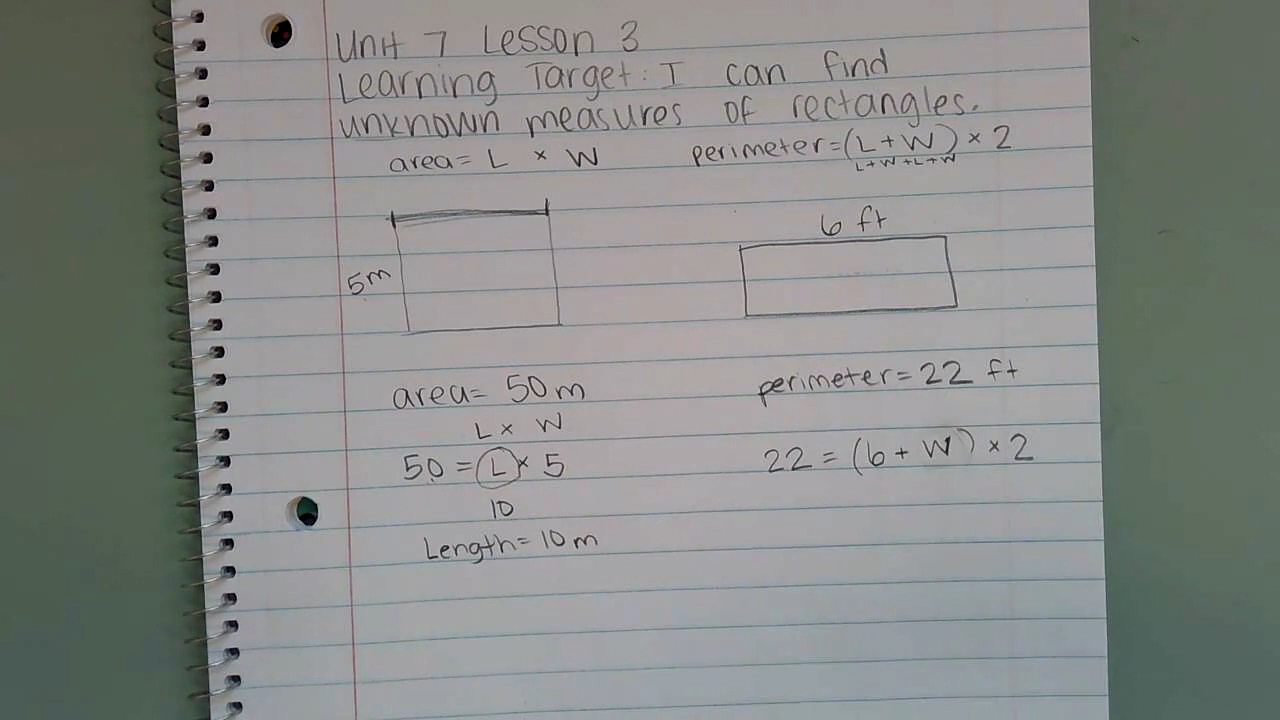 Unit 7 Lesson 3
Learning Target: I can find
unknown measures of rectangles.
area = L × W
perimeter = (L + W) × 2
L + W + L + W
5m
6 ft
area = 50 m
L × W
50 = L × 5
10
Length = 10 m
perimeter = 22 ft
22 = (6 + W) × 2